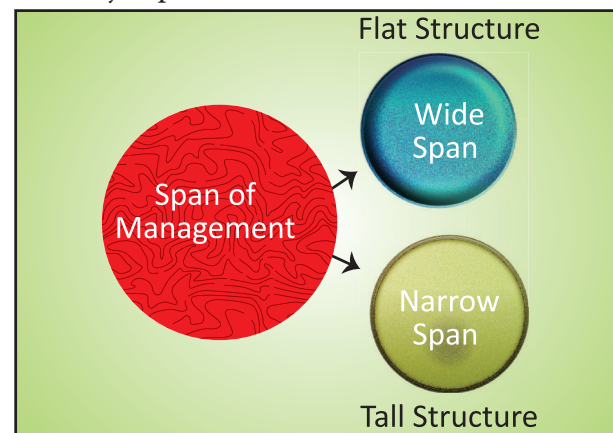 Flat Structure
Wide
Span
Span of
Management
Narrow
Span
Tall Structure